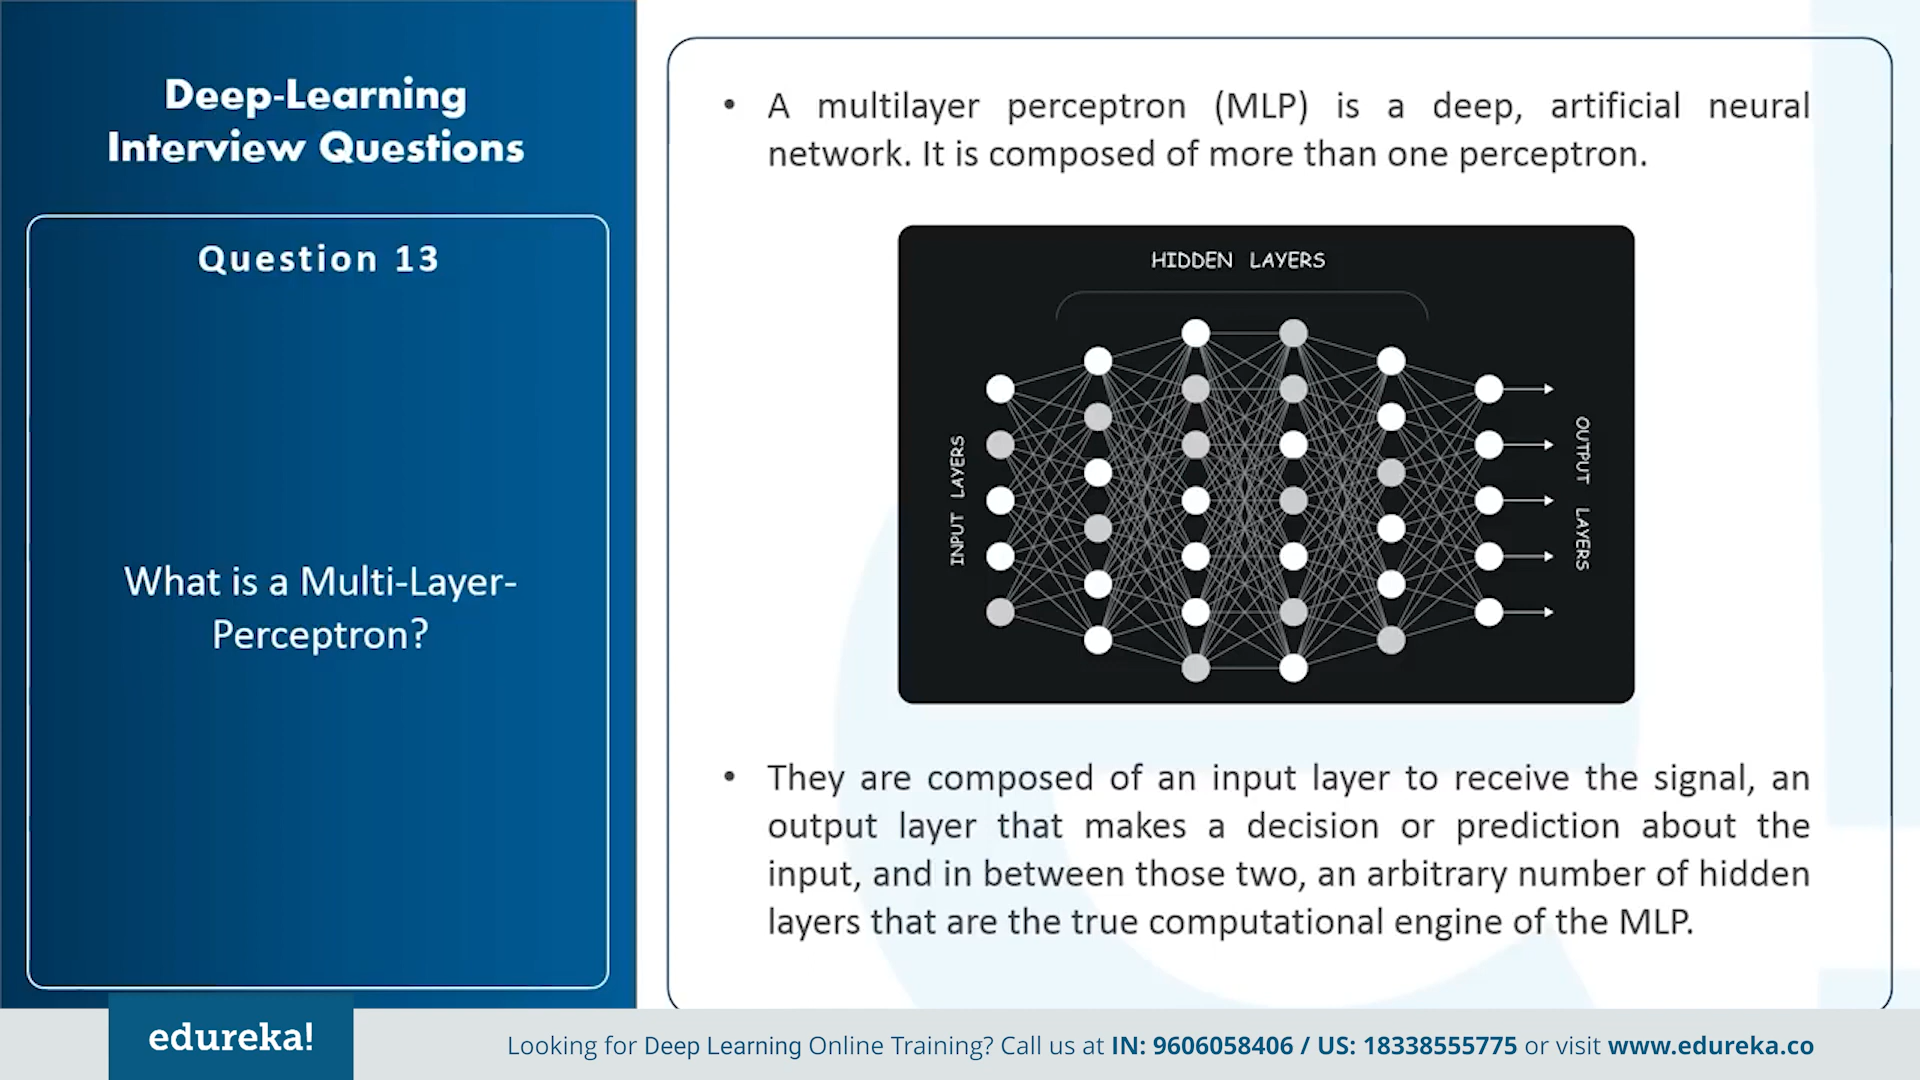 Deep-Learning
Interview Questions
Question 13
What is a Multi-Layer-
Perceptron?
• A multilayer perceptron (MLP) is a deep, artificial neural
network. It is composed of more than one perceptron.
HIDDEN LAYERS
INPUT LAYERS
OUTPUT LAYERS
• They are composed of an input layer to receive the signal, an
output layer that makes a decision or prediction about the
input, and in between those two, an arbitrary number of hidden
layers that are the true computational engine of the MLP.
edureka!
Looking for Deep Learning Online Training? Call us at IN: 9606058406 / US: 18338555775 or visit www.edureka.co